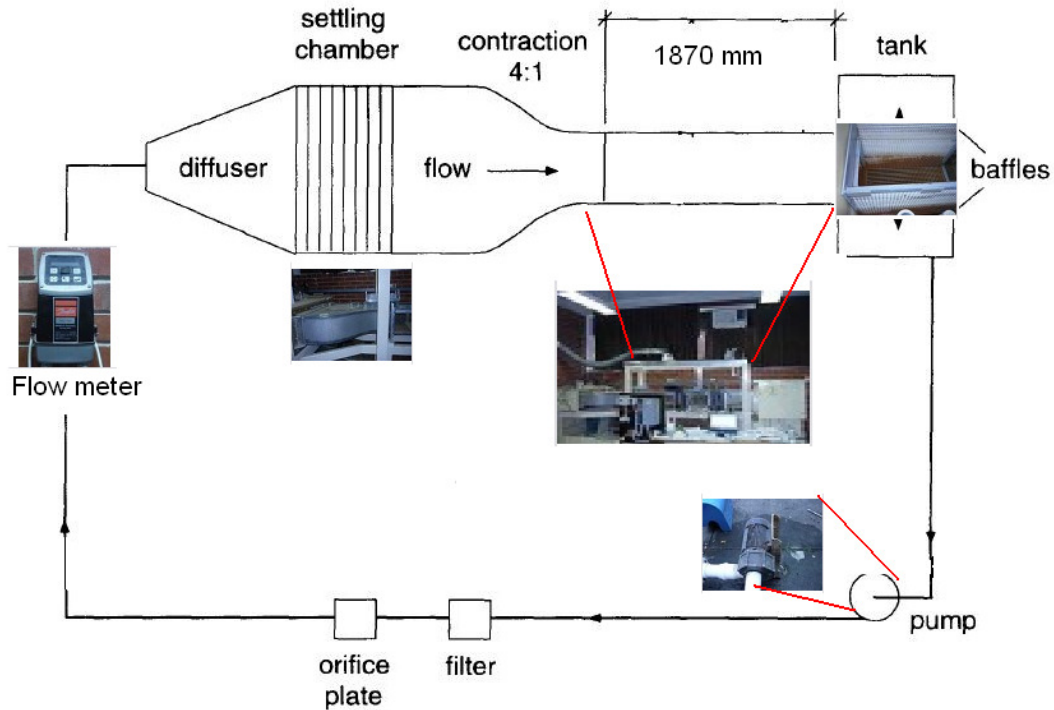 settling
chamber
contraction
4:1
1870 mm
tank
diffuser
flow
baffles
Flow meter
pump
orifice
plate
filter